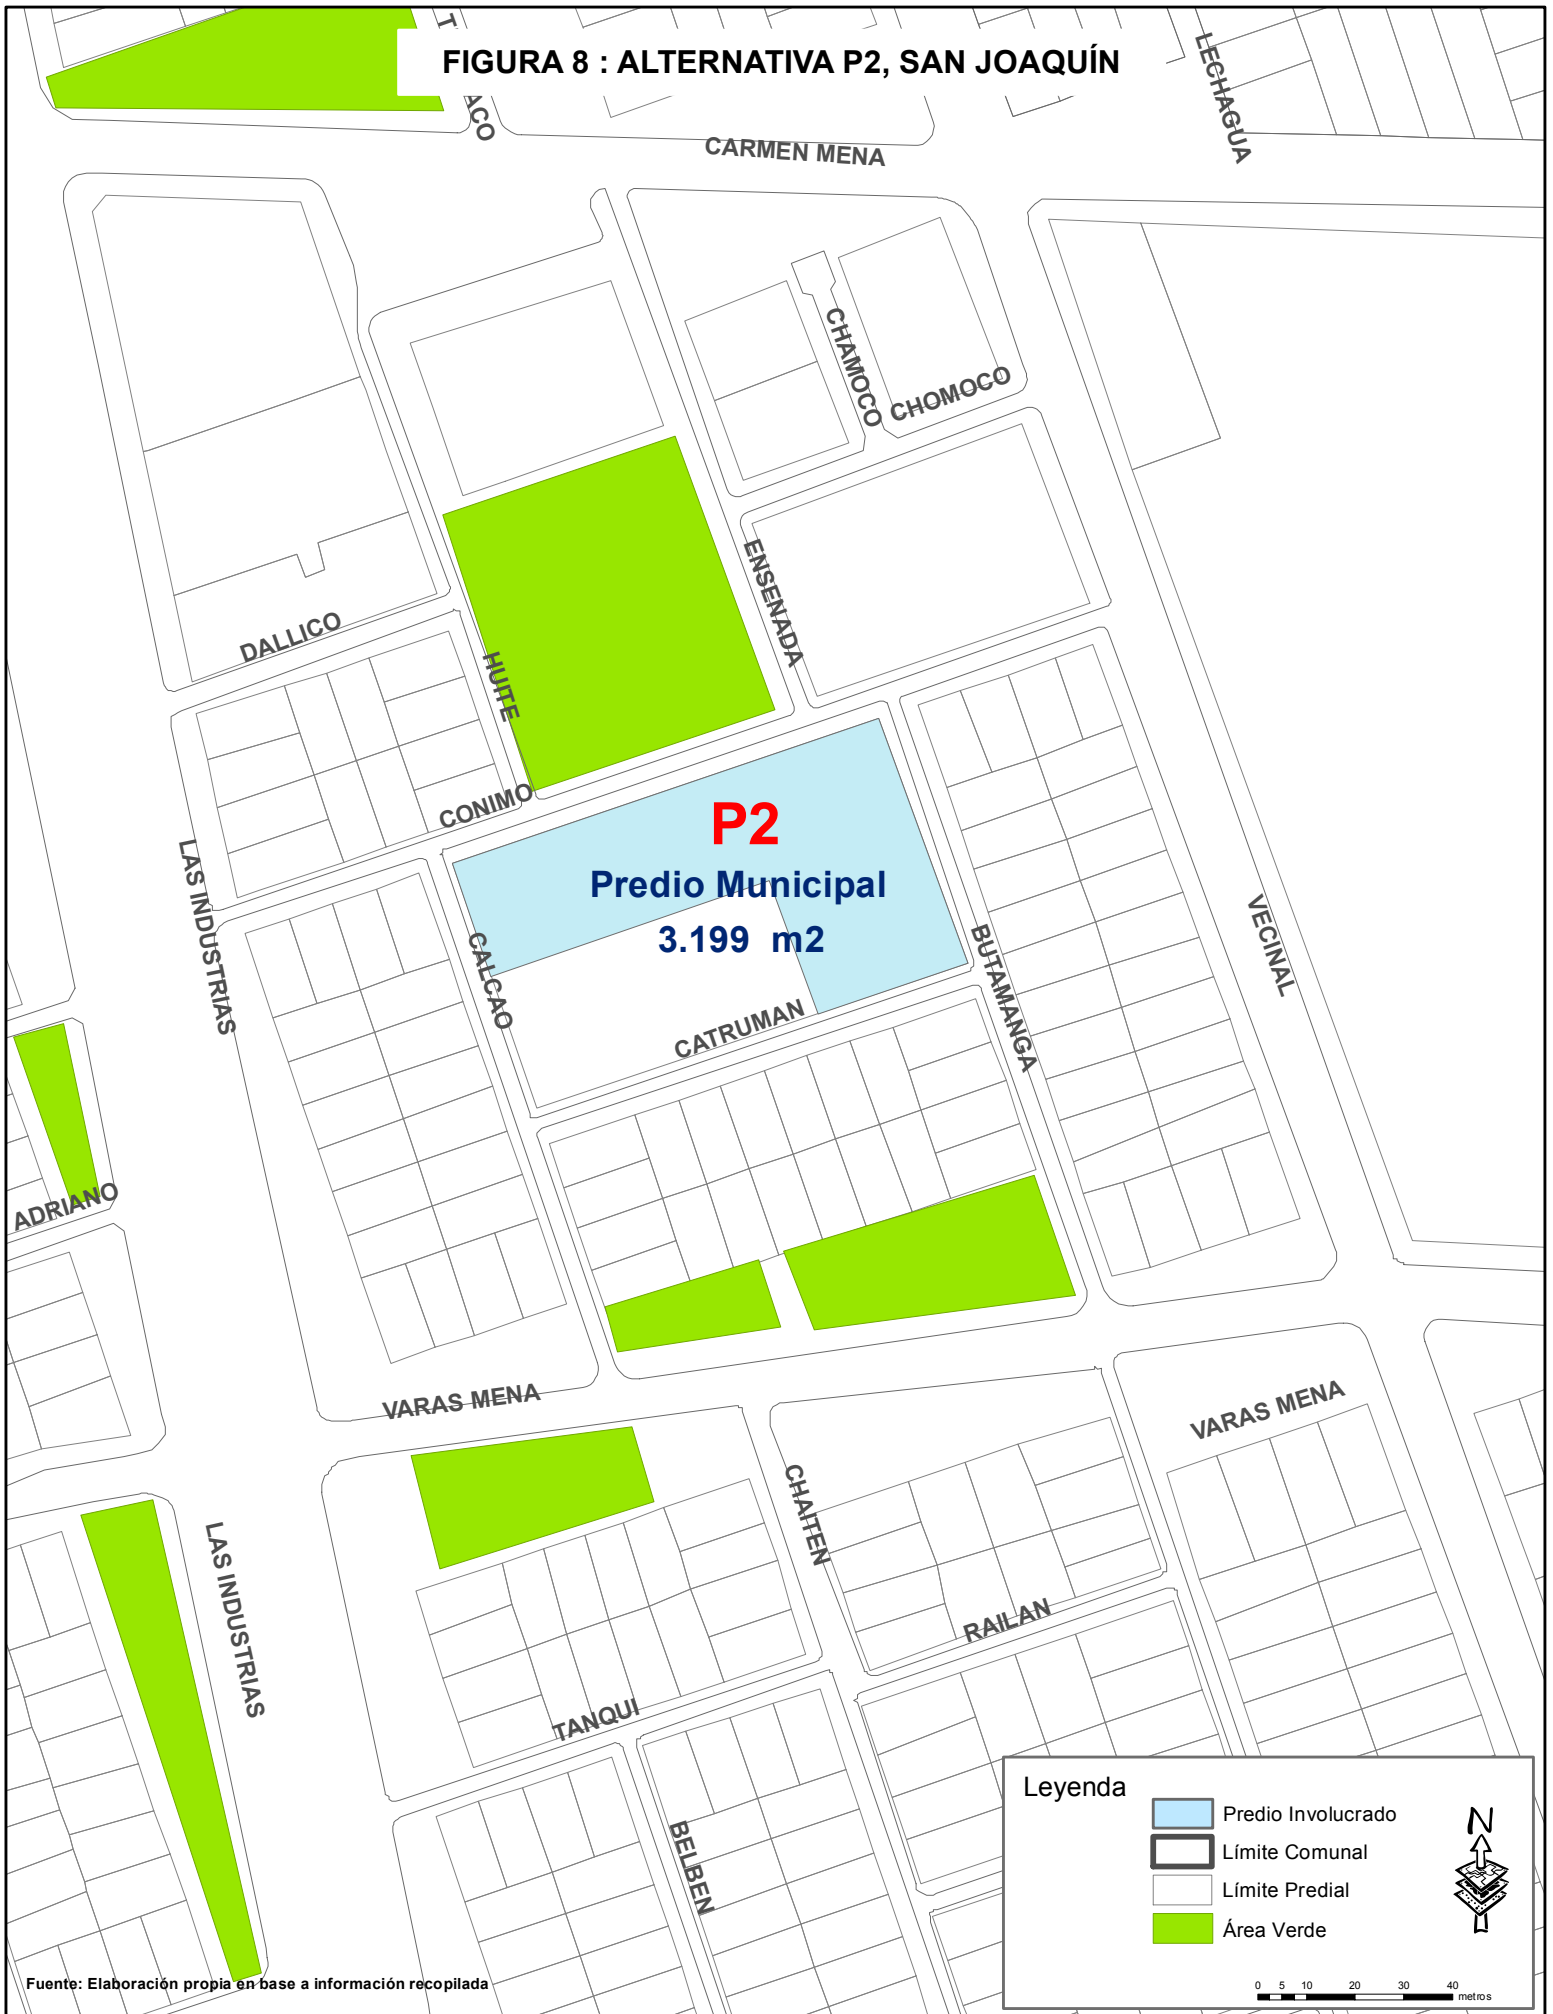 FIGURA 8 : ALTERNATIVA P2, SAN JOAQUÍN
ACO
LECHAGUA
CARMEN MENA
CHAMOCO
CHOMOCO
ENSENADA
DALLICO
HUITE
CONIMO
P2
Predio Municipal
3.199 m2
LAS INDUSTRIAS
CALCAO
CATRUMAN
BUTAMANGA
VECINAL
ADRIANO
VARAS MENA
VARAS MENA
CHAITEN
LAS INDUSTRIAS
RAILAN
TANQUI
BELBEN
Leyenda
Predio Involucrado
Límite Comunal
Límite Predial
Área Verde
N
0 5 10 20 30 40
metros
Fuente: Elaboración propia en base a información recopilada